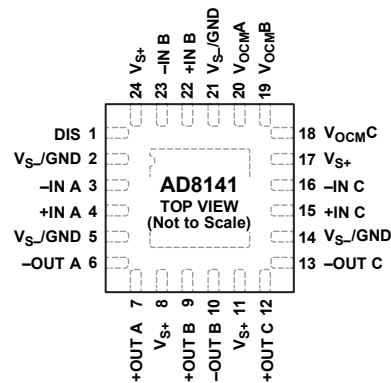 24 VS+
23 –IN B
22 +IN B
21 VS–/GND
20 VOCMA
19 VOCMB
DIS 1
VS–/GND 2
–IN A 3
+IN A 4
VS–/GND 5
–OUT A 6
AD8141
TOP VIEW
(Not to Scale)
18 VOCMC
17 VS+
16 –IN C
15 +IN C
14 VS–/GND
13 –OUT C
+OUT A 7
VS+ 8
+OUT B 9
–OUT B 10
VS+ 11
+OUT C 12